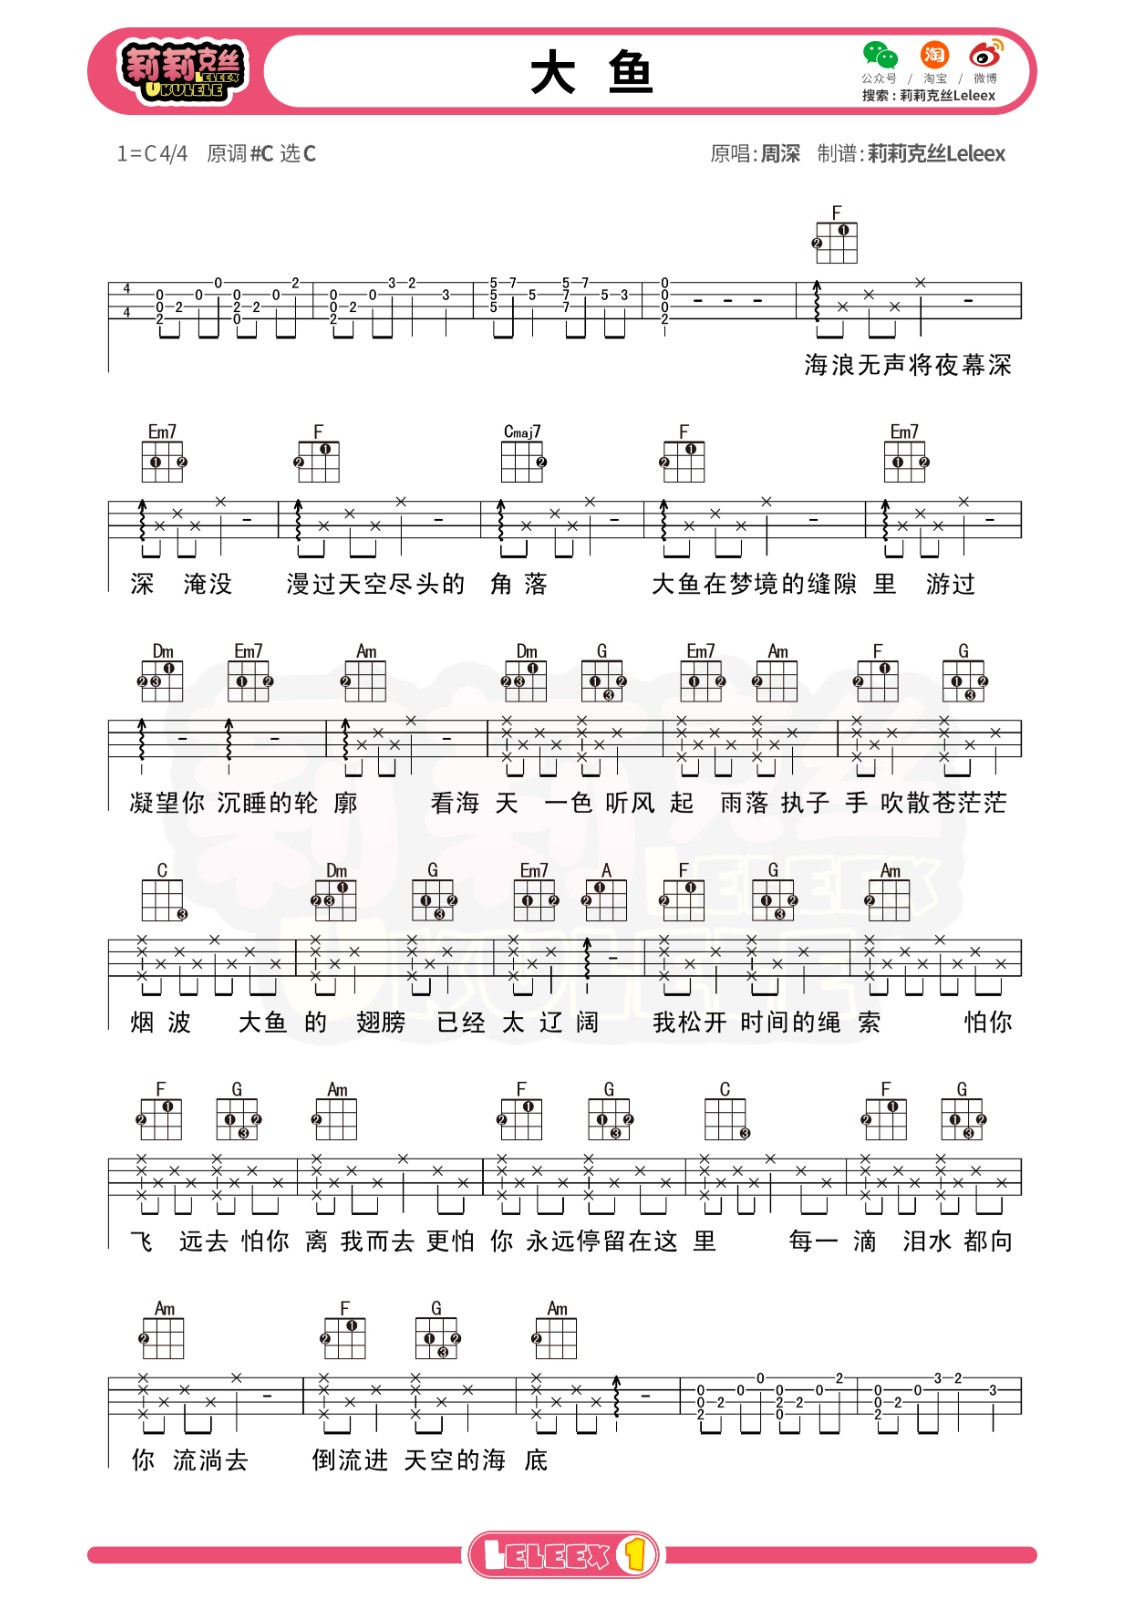 莉莉克丝
LELEEX
UKULELE
大 鱼
公众号 / 淘宝 / 微博
搜索：莉莉克丝Leleex
1=C 4/4 原调 #C 选 C
原唱：周深 制谱：莉莉克丝Leleex
F
海浪无声将夜幕深
Em7 F Cmaj7 F Em7
深 淹没 漫过天空尽头的 角 落 大鱼在梦境的缝隙 里 游过
Dm Em7 Am Dm G Em7 Am F G
凝望你 沉睡的轮 廓 看海 天 一色 听风 起 雨落 执子 手 吹散苍茫茫
C Dm G Em7 A F G Am
烟 波 大鱼 的 翅膀 已经 太 辽 阔 我松开 时间的绳 索 怕你
F G Am F G C F G
飞 远去 怕你 离 我而去 更怕 你 永远停留在这 里 每一 滴 泪水 都向
Am F G Am
你 流淌去 倒流进 天空的海 底
LELEEX 1